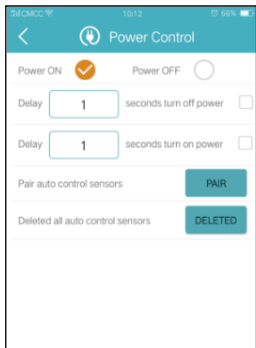 CMCC 10:12 66%
Power Control
Power ON Power OFF
Delay 1 seconds turn off power
Delay 1 seconds turn on power
Pair auto control sensors PAIR
Deleted all auto control sensors DELETED